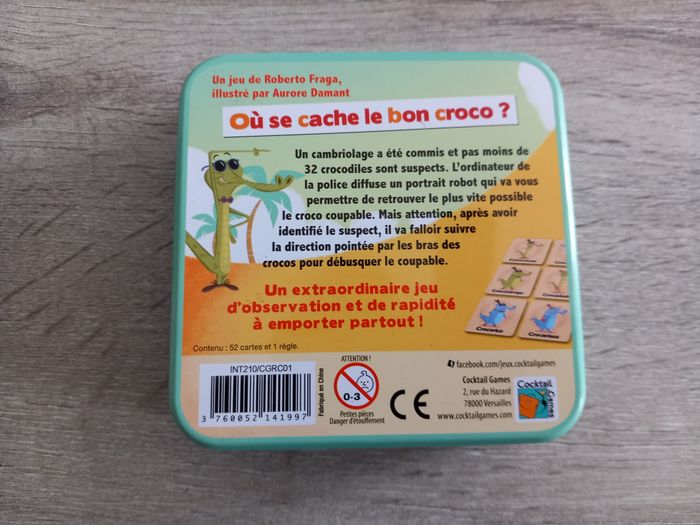 Un jeu de Roberto Fraga,
illustré par Aurore Damant
Où se cache le bon croco ?
Un cambriolage a été commis et pas moins de
32 crocodiles sont suspects. L'ordinateur de
la police diffuse un portrait robot qui va vous
permettre de retrouver le plus vite possible
le croco coupable. Mais attention, après avoir
identifié le suspect, il va falloir suivre
la direction pointée par les bras des
crocos pour débusquer le coupable.
Un extraordinaire jeu
d'observation et de rapidité
à emporter partout !
Contenu : 52 cartes et 1 règle.
INT210/CGRC01
3 760052 141997
Fabriqué en Chine
ATTENTION !
0-3
Petites pièces
Danger d'étouffement
CE
facebook.com/jeux.cocktailgames
Cocktail Games
2, rue du Hazard
78000 Versailles
www.cocktailgames.com
Cocktail
Games